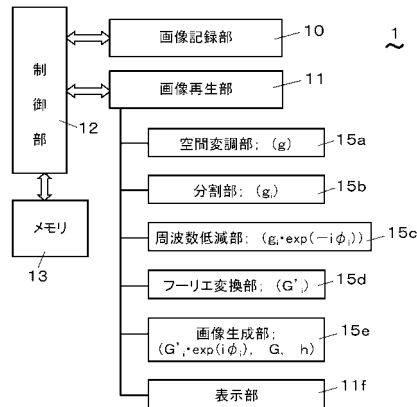 画像記録部
10
1
制御部
12
画像再生部
11
空間変調部; (g)
15a
分割部; (gᵢ)
15b
メモリ
13
周波数低減部; (gᵢ・exp(−iφᵢ))
15c
フーリエ変換部; (G'ᵢ)
15d
画像生成部;
(G'ᵢ・exp(iφᵢ), G, h)
15e
表示部
11f